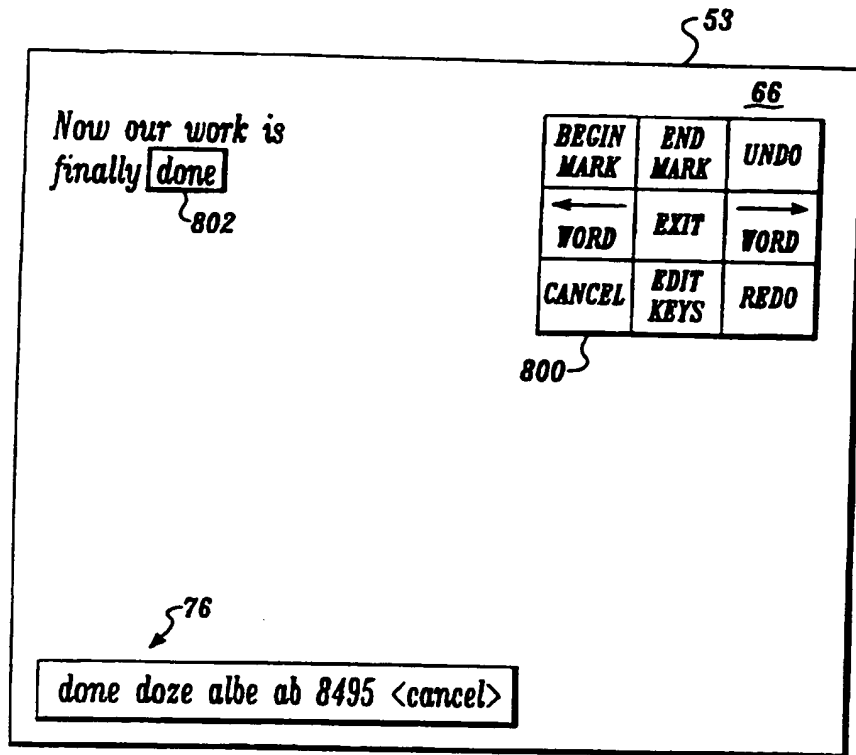 53
66
Now our work is
finally done
802
BEGIN MARK
END MARK
UNDO
← WORD
EXIT
→ WORD
CANCEL
EDIT KEYS
REDO
800
76
done doze albe ab 8495 <cancel>